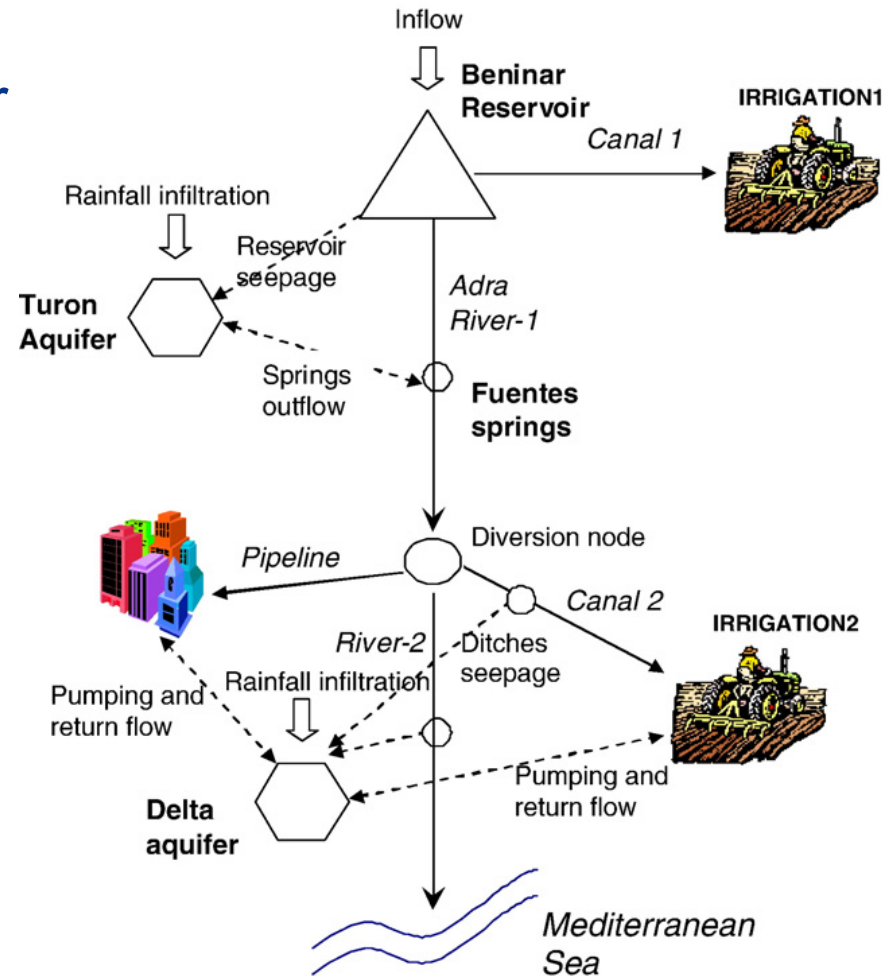 Inflow
Beninar
Reservoir
IRRIGATION1
Canal 1
Rainfall infiltration
Reservoir
seepage
Turon
Aquifer
Adra
River-1
Springs
outflow
Fuentes
springs
Diversion node
Pipeline
Canal 2
IRRIGATION2
River-2
Ditches
seepage
Pumping and
return flow
Rainfall infiltration
Pumping and
return flow
Delta
aquifer
Mediterranean
Sea